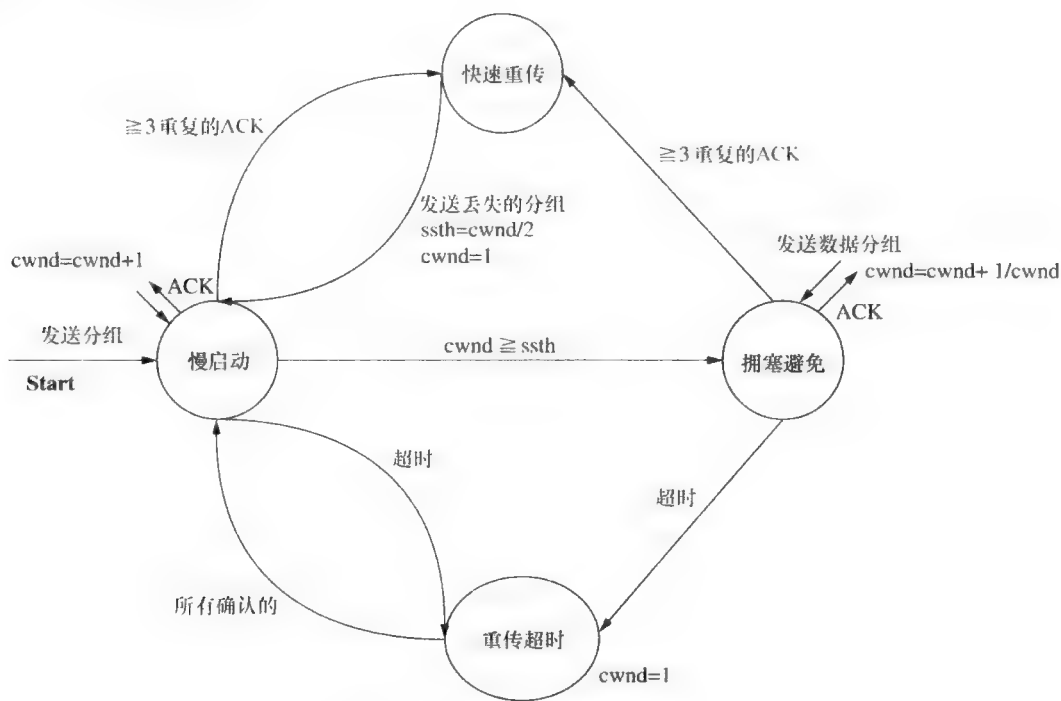 快速重传
≧3重复的ACK
≧3重复的ACK
发送丢失的分组
ssth=cwnd/2
cwnd=1
发送数据分组
cwnd=cwnd+1
ACK
cwnd=cwnd+ 1/cwnd
ACK
发送分组
Start
慢启动
cwnd ≧ ssth
拥塞避免
超时
超时
所有确认的
重传超时
cwnd=1